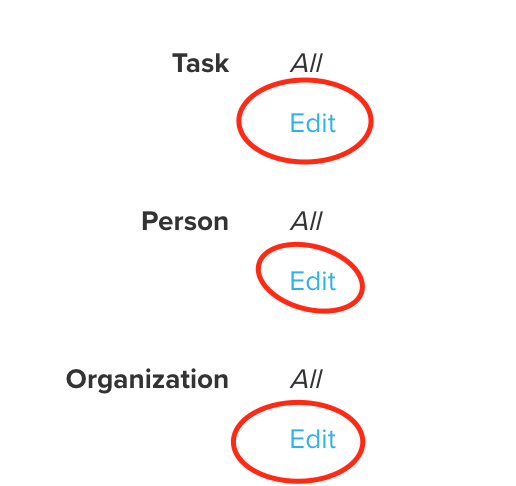 Task All
Edit
Person All
Edit
Organization All
Edit